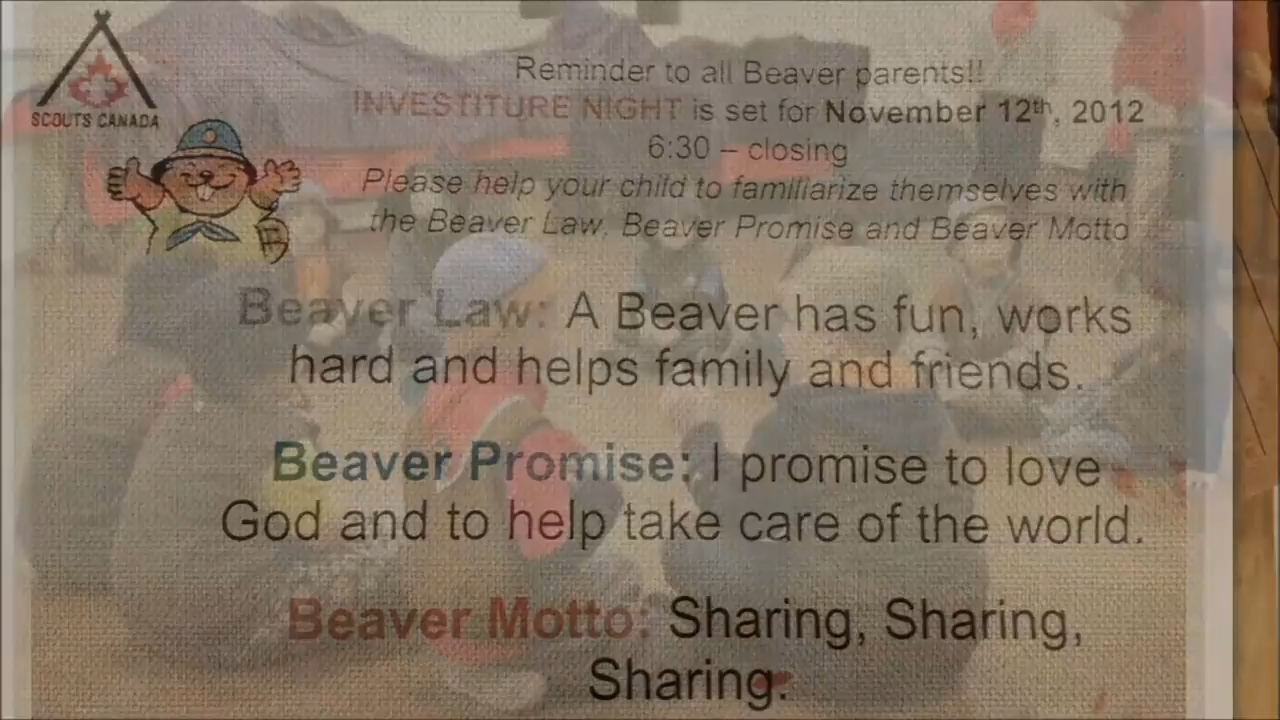 SCOUTS CANADA
Reminder to all Beaver parents!!
INVESTITURE NIGHT is set for November 12th, 2012
6:30 – closing
Please help your child to familiarize themselves with
the Beaver Law, Beaver Promise and Beaver Motto
Beaver Law: A Beaver has fun, works
hard and helps family and friends.
Beaver Promise: I promise to love
God and to help take care of the world.
Beaver Motto: Sharing, Sharing,
Sharing.